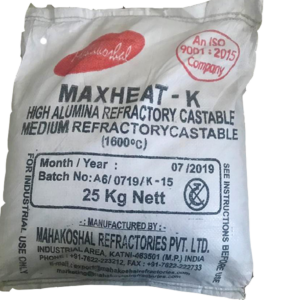 Mahakoshal
An ISO
9001:2015
Company
MAXHEAT - K
HIGH ALUMINA REFRACTORY CASTABLE
MEDIUM REFRACTORYCASTABLE
(1600°C)
FOR INDUSTRIAL USE ONLY
Month / Year : 07/2019
Batch No: A6/0719/K-15
25 Kg Nett
SEE INSTRUCTIONS BEFORE USE
-: MANUFACTURED BY :-
MAHAKOSHAL REFRACTORIES PVT. LTD.
INDUSTRIAL AREA, KATNI-483501 (M.P.) INDIA